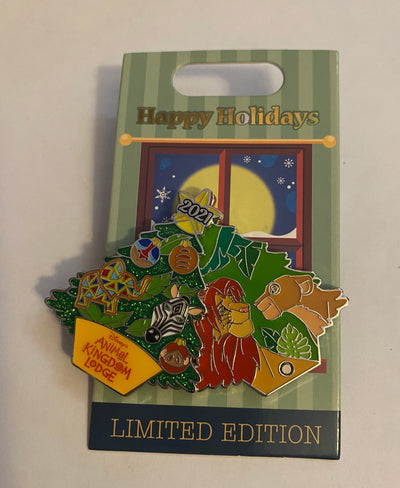 Happy Holidays
2021
Disney's
ANIMAL
KINGDOM
LODGE
LIMITED EDITION